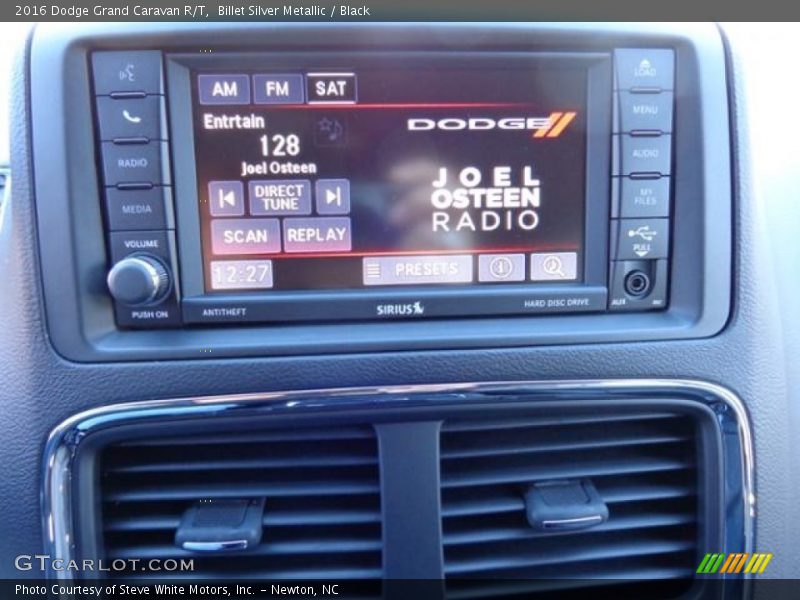 2016 Dodge Grand Caravan R/T, Billet Silver Metallic / Black
AM FM SAT
LOAD
Entrtain
DODGE
MENU
128
Joel Osteen
RADIO
AUDIO
MEDIA
DIRECT TUNE
JOEL
OSTEEN
RADIO
MY FILES
SCAN REPLAY
VOLUME
PULL
12:27
PRESETS
PUSH ON
ANTITHEFT
SIRIUS
HARD DISC DRIVE
AUX
GTCARLOT.COM
Photo Courtesy of Steve White Motors, Inc. – Newton, NC